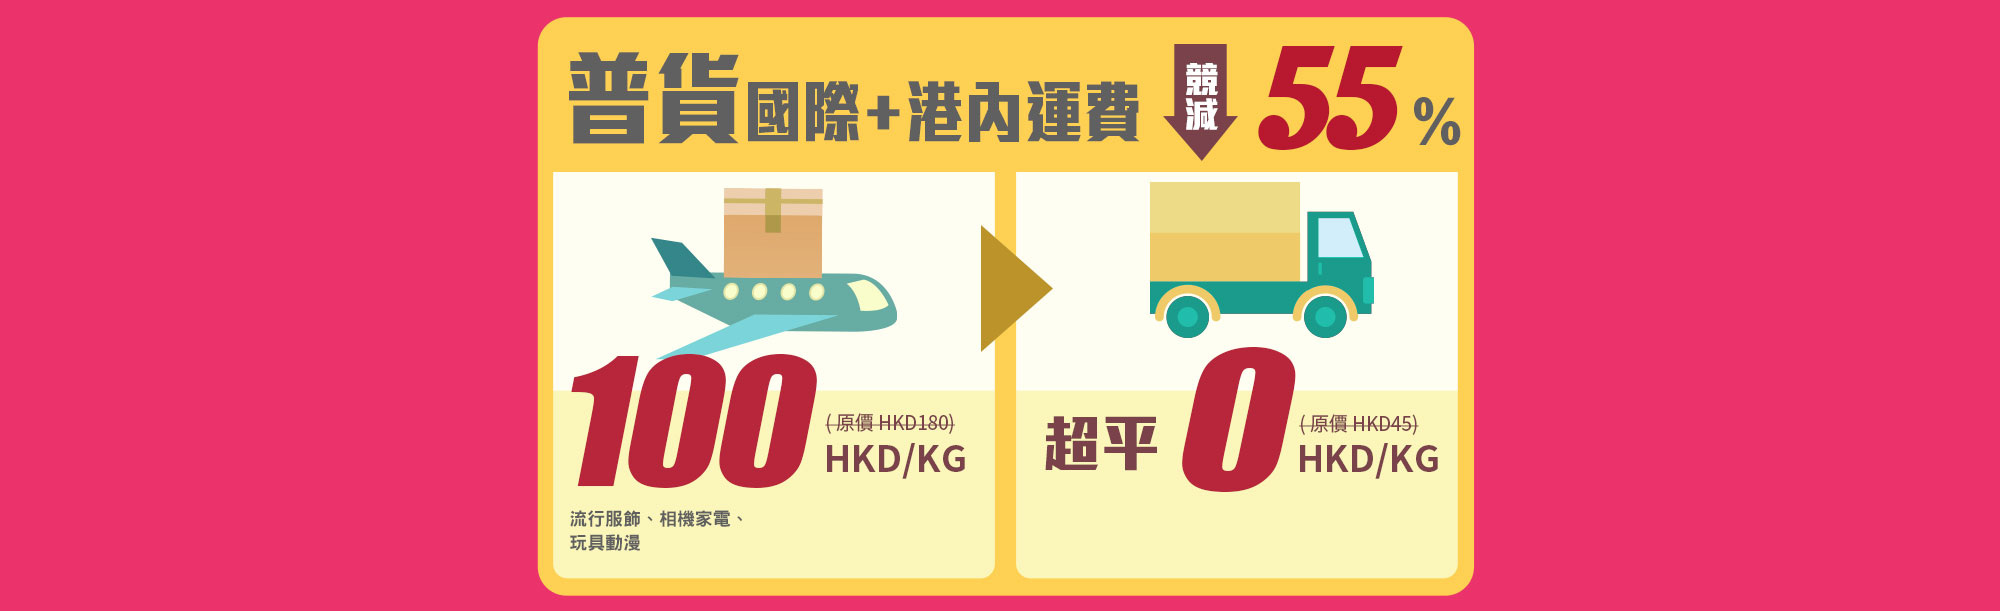 普貨國際+港內運費 競減 55%
100 (原價 HKD180)
HKD/KG
流行服飾、相機家電、
玩具動漫
超平 0 (原價 HKD45)
HKD/KG